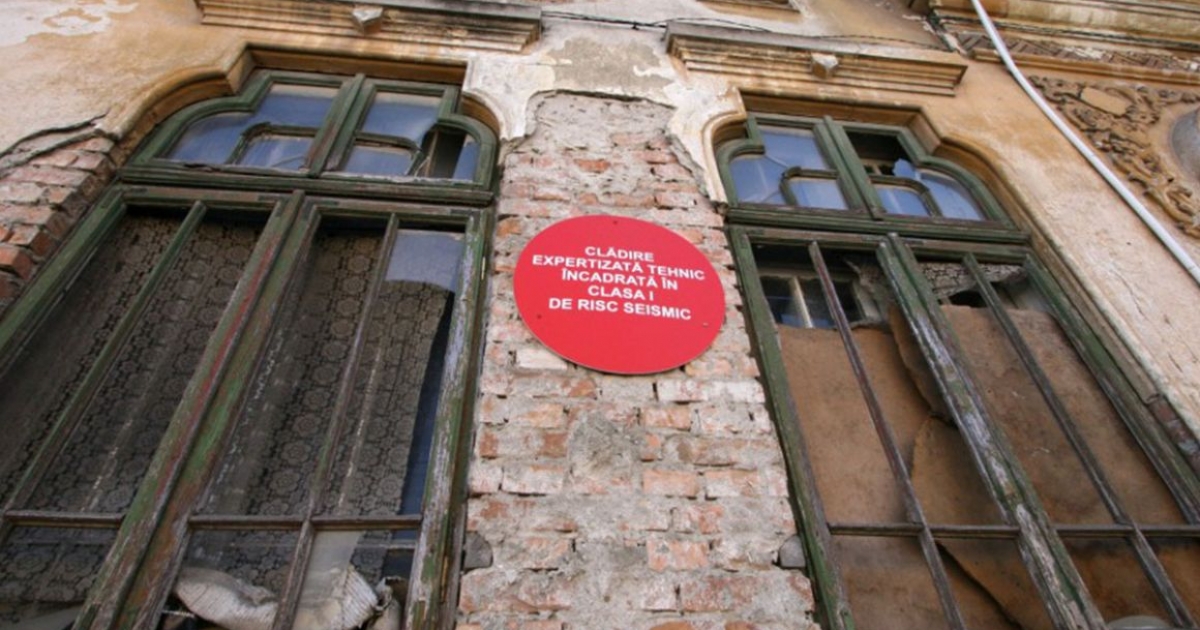 CLĂDIRE
EXPERTIZATĂ TEHNIC
ÎNCADRATĂ ÎN
CLASA I
DE RISC SEISMIC